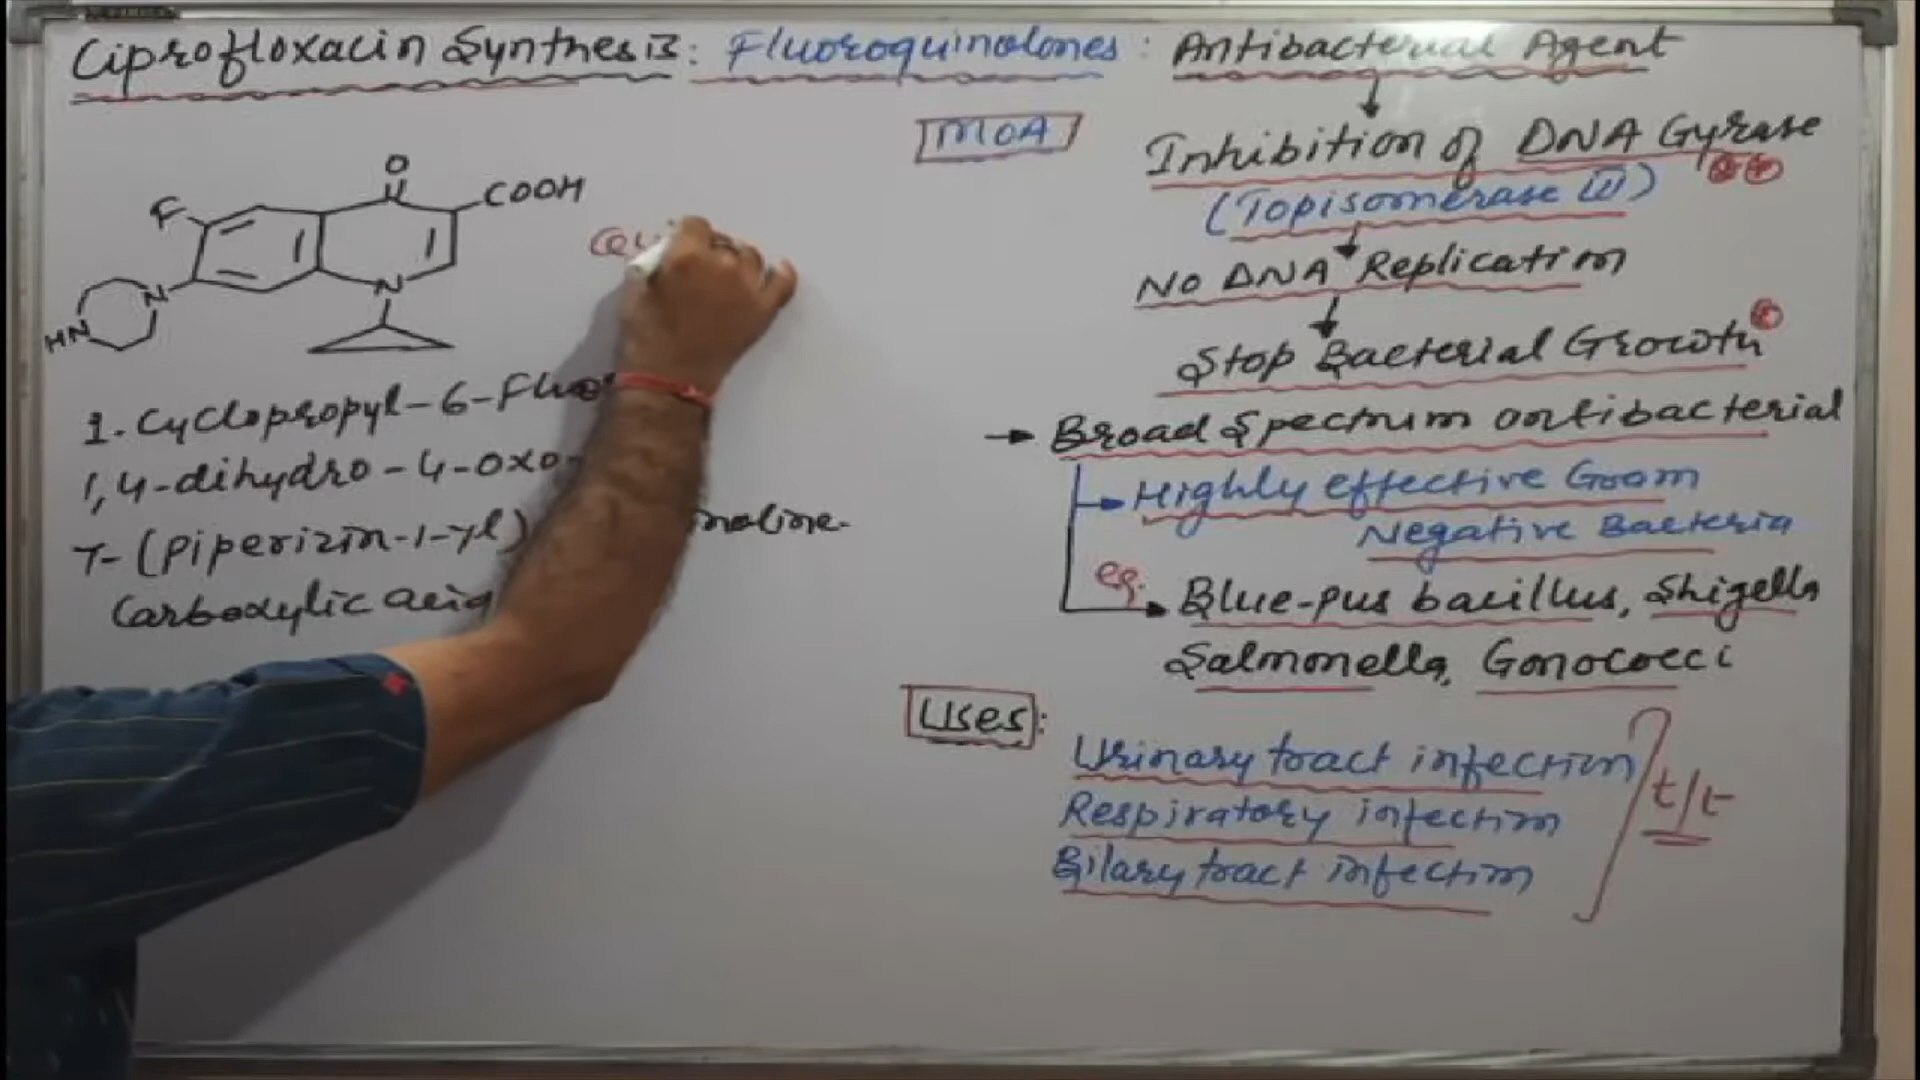 Ciprofloxacin Synthesis: Fluoroquinolones: Antibacterial Agent
MOA
Inhibition of DNA Gyrase
(Topisomerase IV)
No DNA Replication
Stop Bacterial Growth
→ Broad Spectrum antibacterial
Highly effective Gram
Negative Bacteria
eg. Blue-pus bacillus, Shigella
Salmonella, Gonococci
Uses:
Urinary tract infection
Respiratory infection
Bilary tract infection
t/t
O
COOH
F
N
N
HN
1-Cyclopropyl-6-Fluo
1,4-dihydro-4-oxo-
7-(piperizin-1-yl)
Carboxylic acid